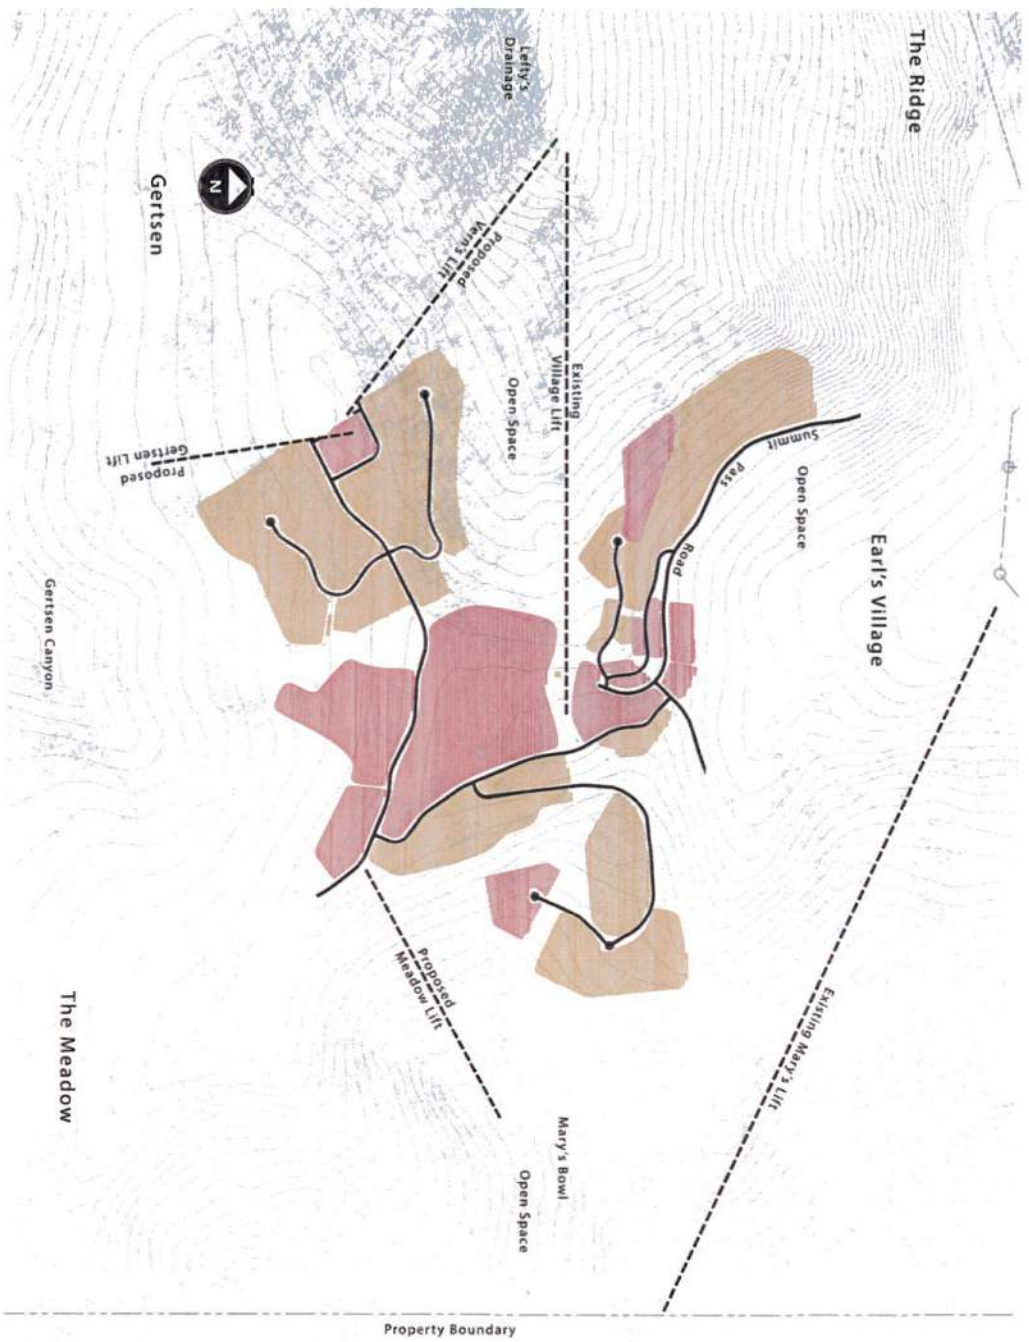 The Ridge
Lefty's
Drainage
Gertsen
N
Proposed
Vern's Lift
Existing
Village Lift
Open Space
Summit
Pass
Road
Open Space
Earl's Village
Proposed
Gertsen Lift
Gertsen Canyon
Proposed
Meadow Lift
Existing Mary's Lift
The Meadow
Mary's Bowl
Open Space
Property Boundary